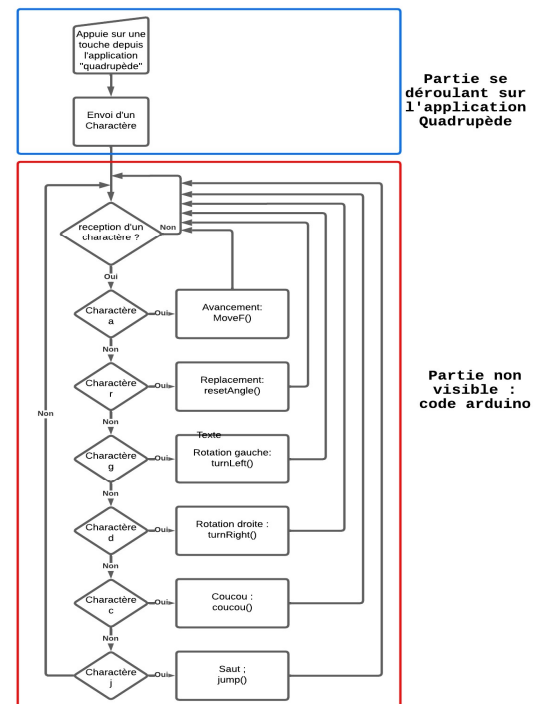 Appuie sur une
touche depuis
l'application
"quadrupède"
Envoi d'un
Charactère
Partie se
déroulant sur
l'application
Quadrupède
reception d'un
charactère ?
Non
Oui
Charactère
a
Oui
Avancement:
MoveF()
Non
Charactère
r
Oui
Replacement:
resetAngle()
Non
Non
Texte
Charactère
g
Oui
Rotation gauche:
turnLeft()
Non
Charactère
d
Oui
Rotation droite :
turnRight()
Non
Charactère
c
Oui
Coucou :
coucou()
Non
Charactère
j
Oui
Saut ;
jump()
Partie non
visible :
code arduino